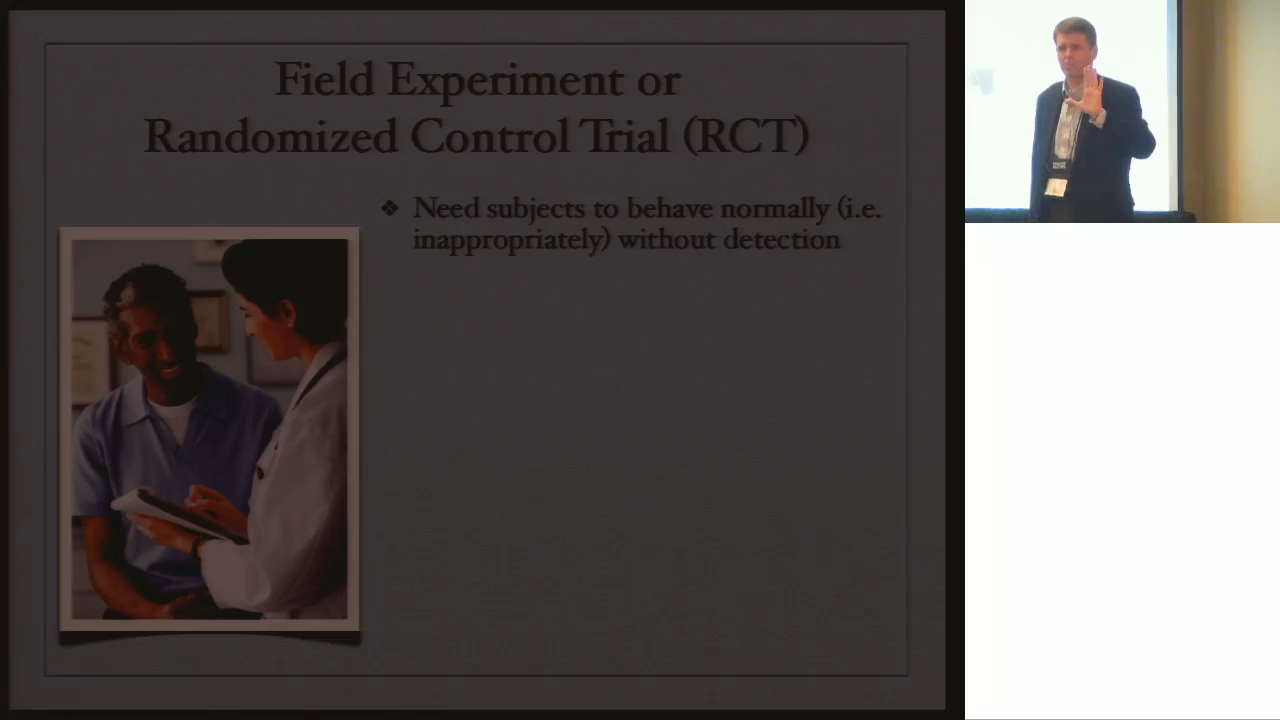 Field Experiment or
Randomized Control Trial (RCT)
❖ Need subjects to behave normally (i.e.
inappropriately) without detection